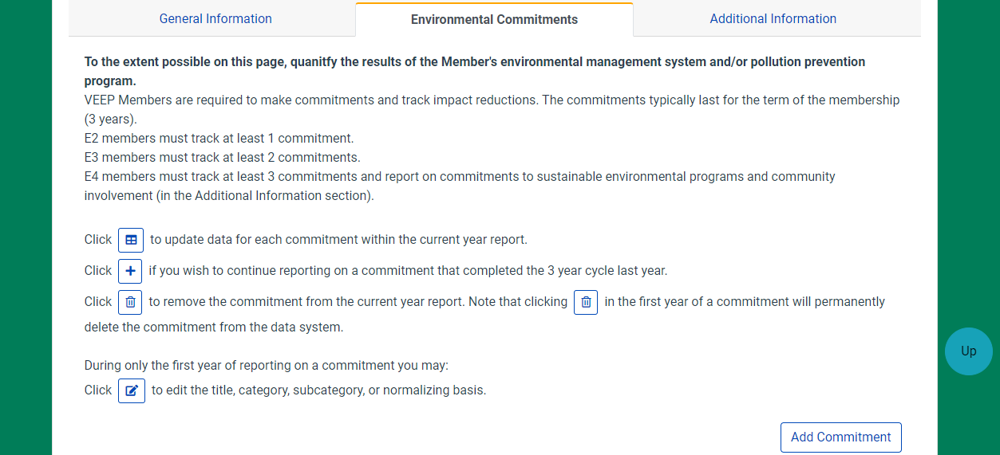 General Information
Environmental Commitments
Additional Information
To the extent possible on this page, quanitfy the results of the Member's environmental management system and/or pollution prevention
program.
VEEP Members are required to make commitments and track impact reductions. The commitments typically last for the term of the membership
(3 years).
E2 members must track at least 1 commitment.
E3 members must track at least 2 commitments.
E4 members must track at least 3 commitments and report on commitments to sustainable environmental programs and community
involvement (in the Additional Information section).
Click to update data for each commitment within the current year report.
Click if you wish to continue reporting on a commitment that completed the 3 year cycle last year.
Click to remove the commitment from the current year report. Note that clicking in the first year of a commitment will permanently
delete the commitment from the data system.
Up
During only the first year of reporting on a commitment you may:
Click to edit the title, category, subcategory, or normalizing basis.
Add Commitment